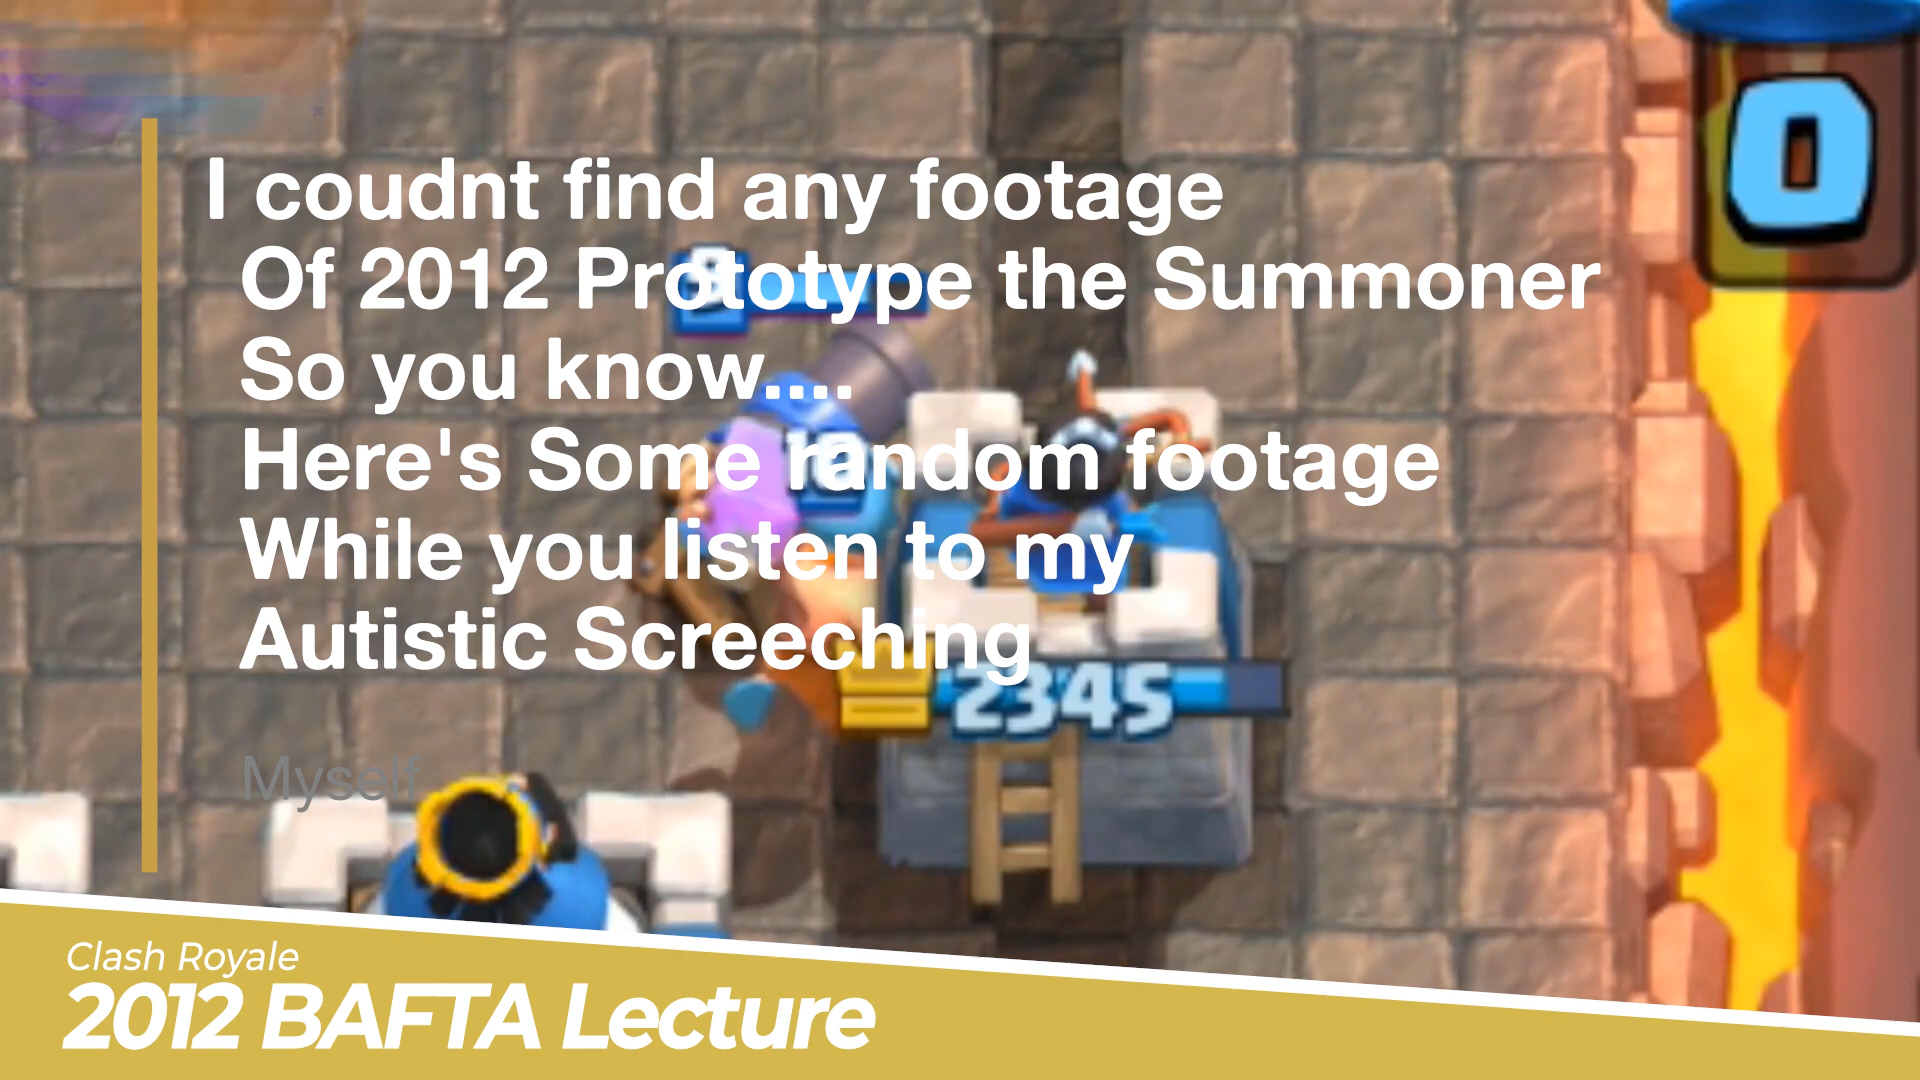 0
I coudnt find any footage
Of 2012 Prototype the Summoner
So you know....
Here's Some random footage
While you listen to my
Autistic Screeching
2345
Myself
Clash Royale
2012 BAFTA Lecture